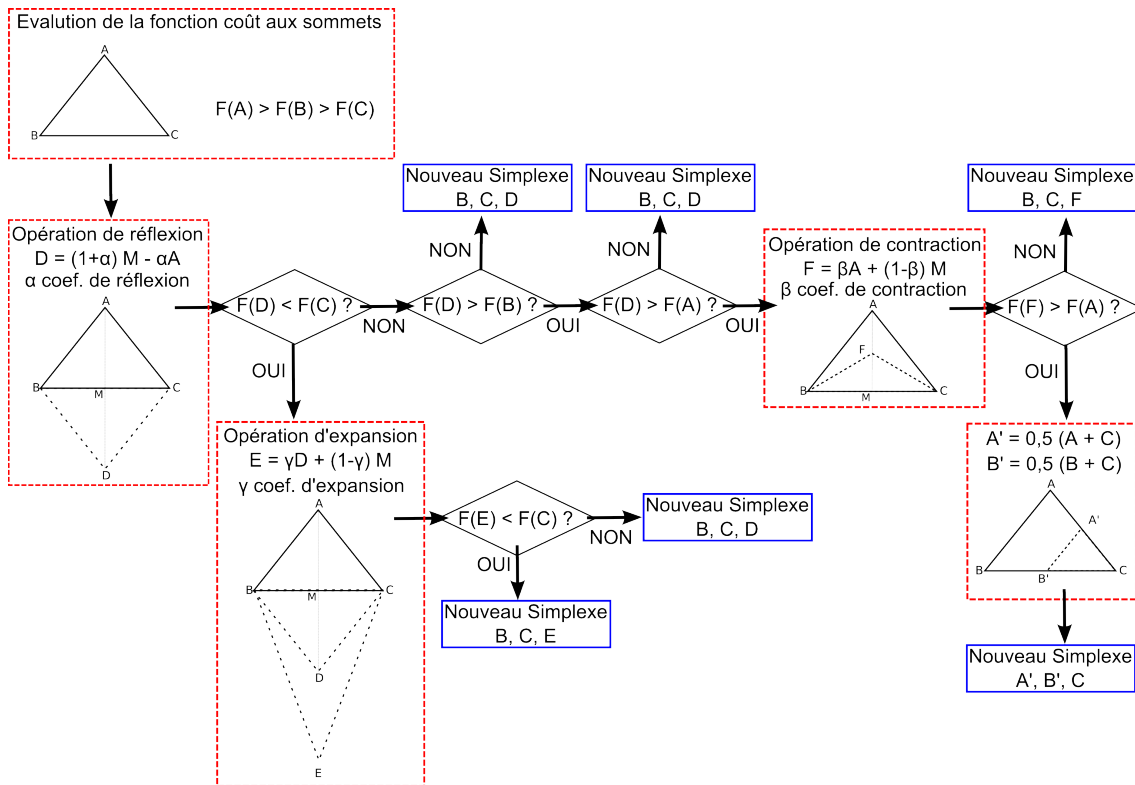 Evalution de la fonction coût aux sommets
A
B
C
F(A) > F(B) > F(C)
Opération de réflexion
D = (1+α) M - αA
α coef. de réflexion
A
B
M
C
D
F(D) < F(C) ?
NON
OUI
F(D) > F(B) ?
NON
OUI
Nouveau Simplexe
B, C, D
F(D) > F(A) ?
NON
OUI
Nouveau Simplexe
B, C, D
Opération de contraction
F = βA + (1-β) M
β coef. de contraction
A
F
B
M
C
F(F) > F(A) ?
NON
OUI
Nouveau Simplexe
B, C, F
Opération d'expansion
E = γD + (1-γ) M
γ coef. d'expansion
A
B
M
C
D
E
F(E) < F(C) ?
NON
OUI
Nouveau Simplexe
B, C, D
Nouveau Simplexe
B, C, E
A' = 0,5 (A + C)
B' = 0,5 (B + C)
A
A'
B
B'
C
Nouveau Simplexe
A', B', C